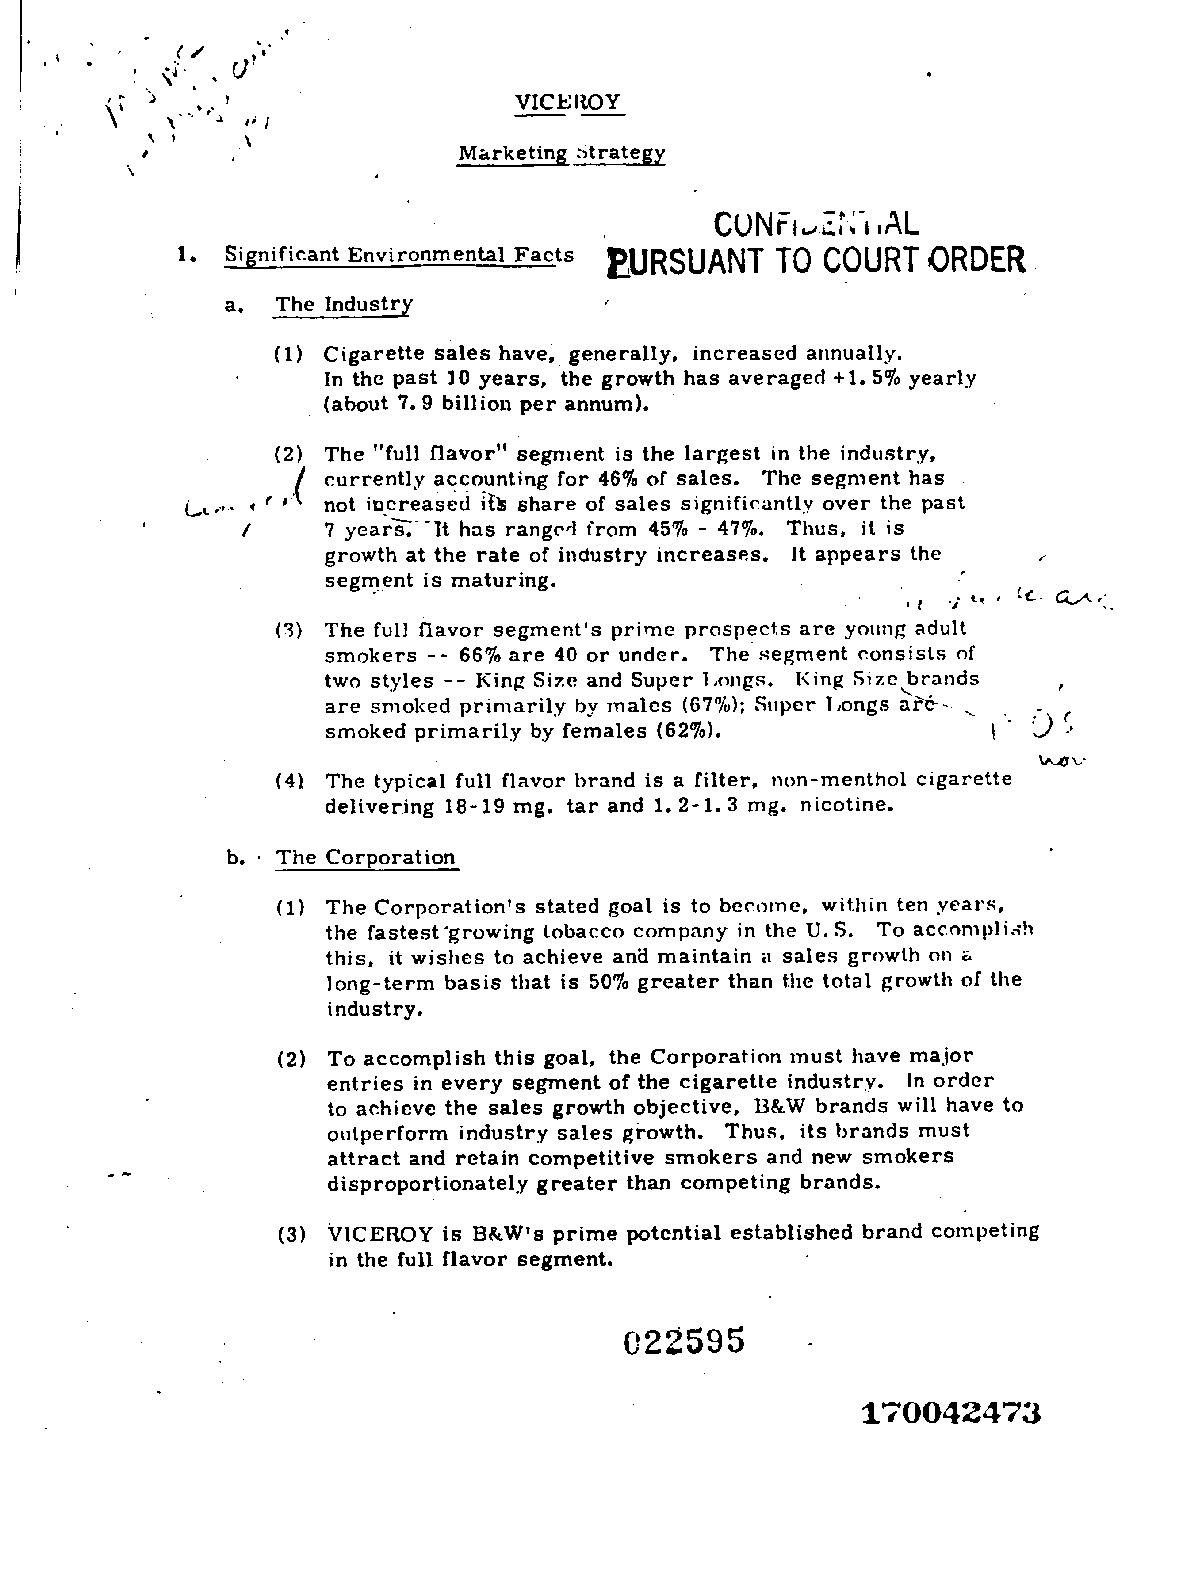 VICEROY
Marketing Strategy
CONFIDENTIAL
PURSUANT TO COURT ORDER
1. Significant Environmental Facts
a. The Industry
(1) Cigarette sales have, generally, increased annually.
In the past 10 years, the growth has averaged +1.5% yearly
(about 7.9 billion per annum).
(2) The "full flavor" segment is the largest in the industry,
currently accounting for 46% of sales. The segment has
not increased it's share of sales significantly over the past
7 years. It has ranged from 45% - 47%. Thus, it is
growth at the rate of industry increases. It appears the
segment is maturing.
(3) The full flavor segment's prime prospects are young adult
smokers -- 66% are 40 or under. The segment consists of
two styles -- King Size and Super Longs. King Size brands
are smoked primarily by males (67%); Super Longs are
smoked primarily by females (62%).
(4) The typical full flavor brand is a filter, non-menthol cigarette
delivering 18-19 mg. tar and 1.2-1.3 mg. nicotine.
b. The Corporation
(1) The Corporation's stated goal is to become, within ten years,
the fastest growing tobacco company in the U.S. To accomplish
this, it wishes to achieve and maintain a sales growth on a
long-term basis that is 50% greater than the total growth of the
industry.
(2) To accomplish this goal, the Corporation must have major
entries in every segment of the cigarette industry. In order
to achieve the sales growth objective, B&W brands will have to
outperform industry sales growth. Thus, its brands must
attract and retain competitive smokers and new smokers
disproportionately greater than competing brands.
(3) VICEROY is B&W's prime potential established brand competing
in the full flavor segment.
022595
170042473